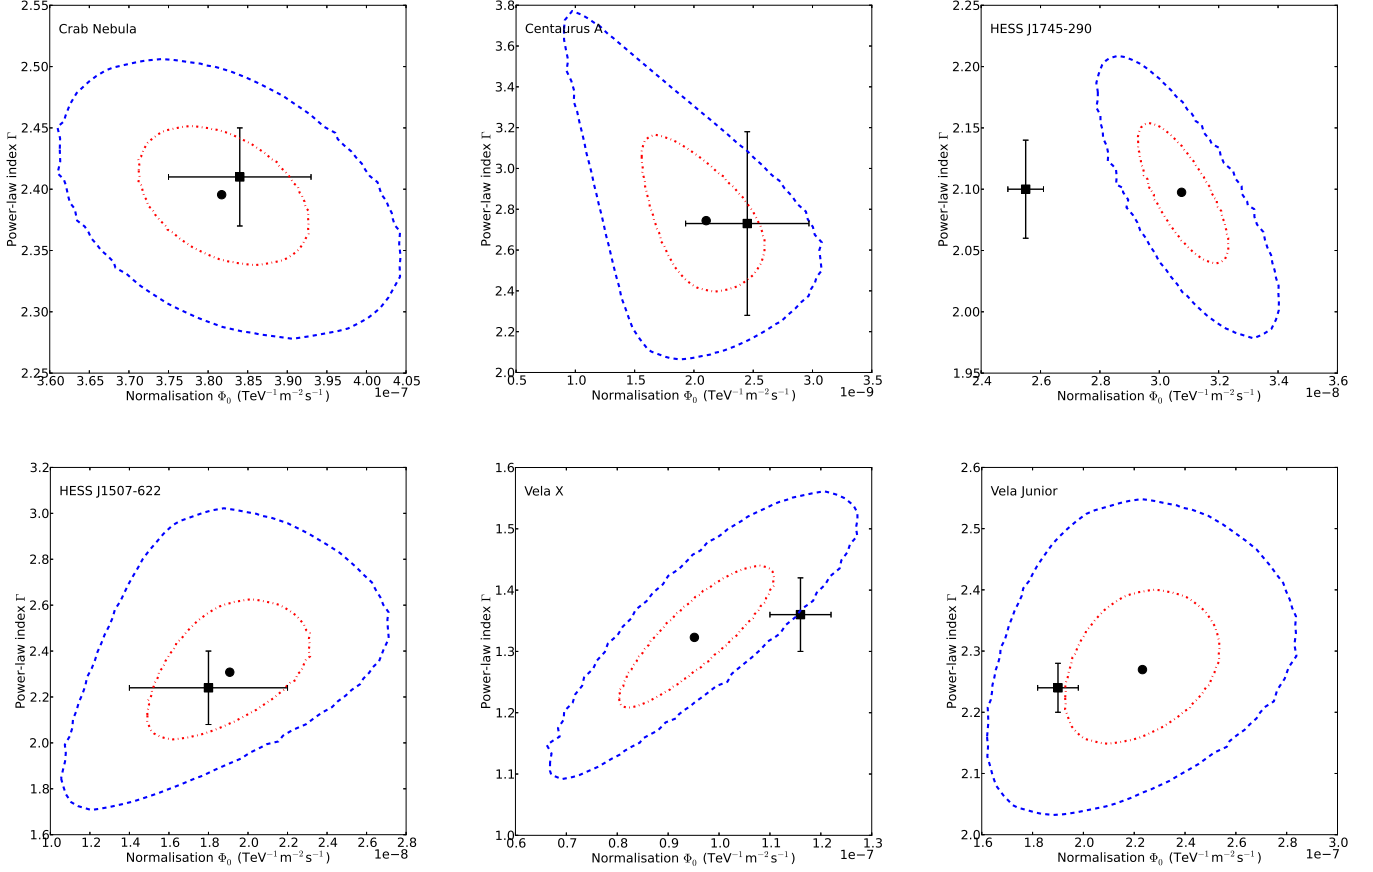 Crab Nebula
2.55
2.50
2.45
2.40
2.35
2.30
2.25
Power-law index Γ
3.60 3.65 3.70 3.75 3.80 3.85 3.90 3.95 4.00 4.05
Normalisation Φ₀ (TeV⁻¹m⁻²s⁻¹)
1e−7
Centaurus A
3.8
3.6
3.4
3.2
3.0
2.8
2.6
2.4
2.2
2.0
Power-law index Γ
0.5 1.0 1.5 2.0 2.5 3.0 3.5
Normalisation Φ₀ (TeV⁻¹m⁻²s⁻¹)
1e−9
HESS J1745-290
2.25
2.20
2.15
2.10
2.05
2.00
1.95
Power-law index Γ
2.4 2.6 2.8 3.0 3.2 3.4 3.6
Normalisation Φ₀ (TeV⁻¹m⁻²s⁻¹)
1e−8
HESS J1507-622
3.2
3.0
2.8
2.6
2.4
2.2
2.0
1.8
1.6
Power-law index Γ
1.0 1.2 1.4 1.6 1.8 2.0 2.2 2.4 2.6 2.8
Normalisation Φ₀ (TeV⁻¹m⁻²s⁻¹)
1e−8
Vela X
1.6
1.5
1.4
1.3
1.2
1.1
1.0
Power-law index Γ
0.6 0.7 0.8 0.9 1.0 1.1 1.2 1.3
Normalisation Φ₀ (TeV⁻¹m⁻²s⁻¹)
1e−7
Vela Junior
2.6
2.5
2.4
2.3
2.2
2.1
2.0
Power-law index Γ
1.6 1.8 2.0 2.2 2.4 2.6 2.8 3.0
Normalisation Φ₀ (TeV⁻¹m⁻²s⁻¹)
1e−7